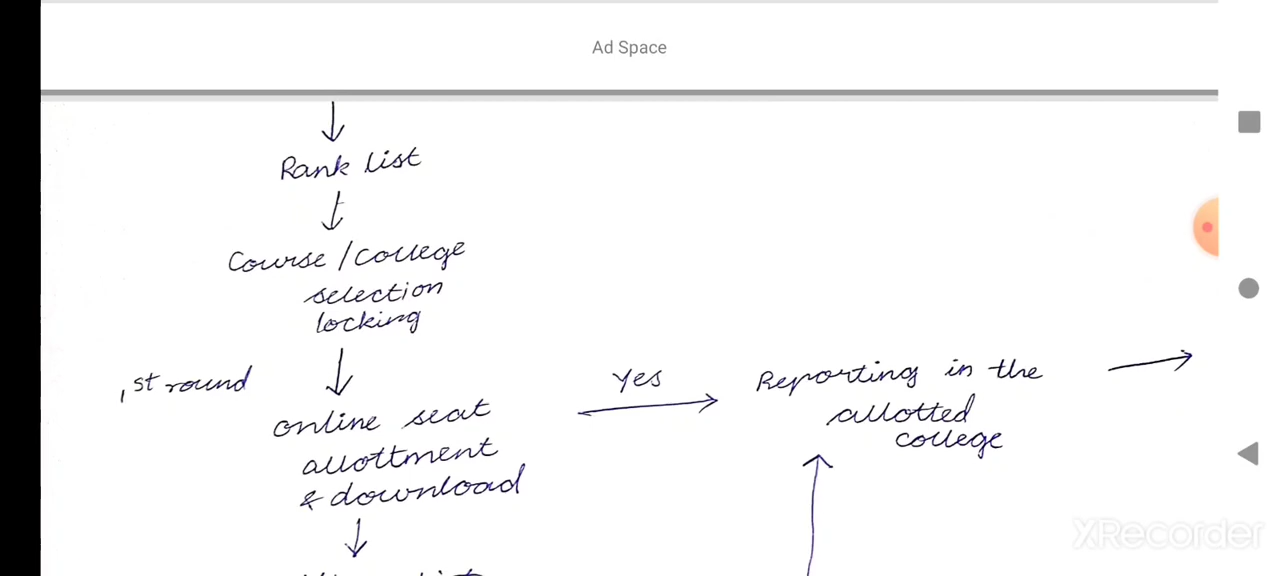 Ad Space
Rank list
Course/College
selection
locking
1st round
online seat
allottment
& download
Yes
Reporting in the
allotted
college
XRecorder